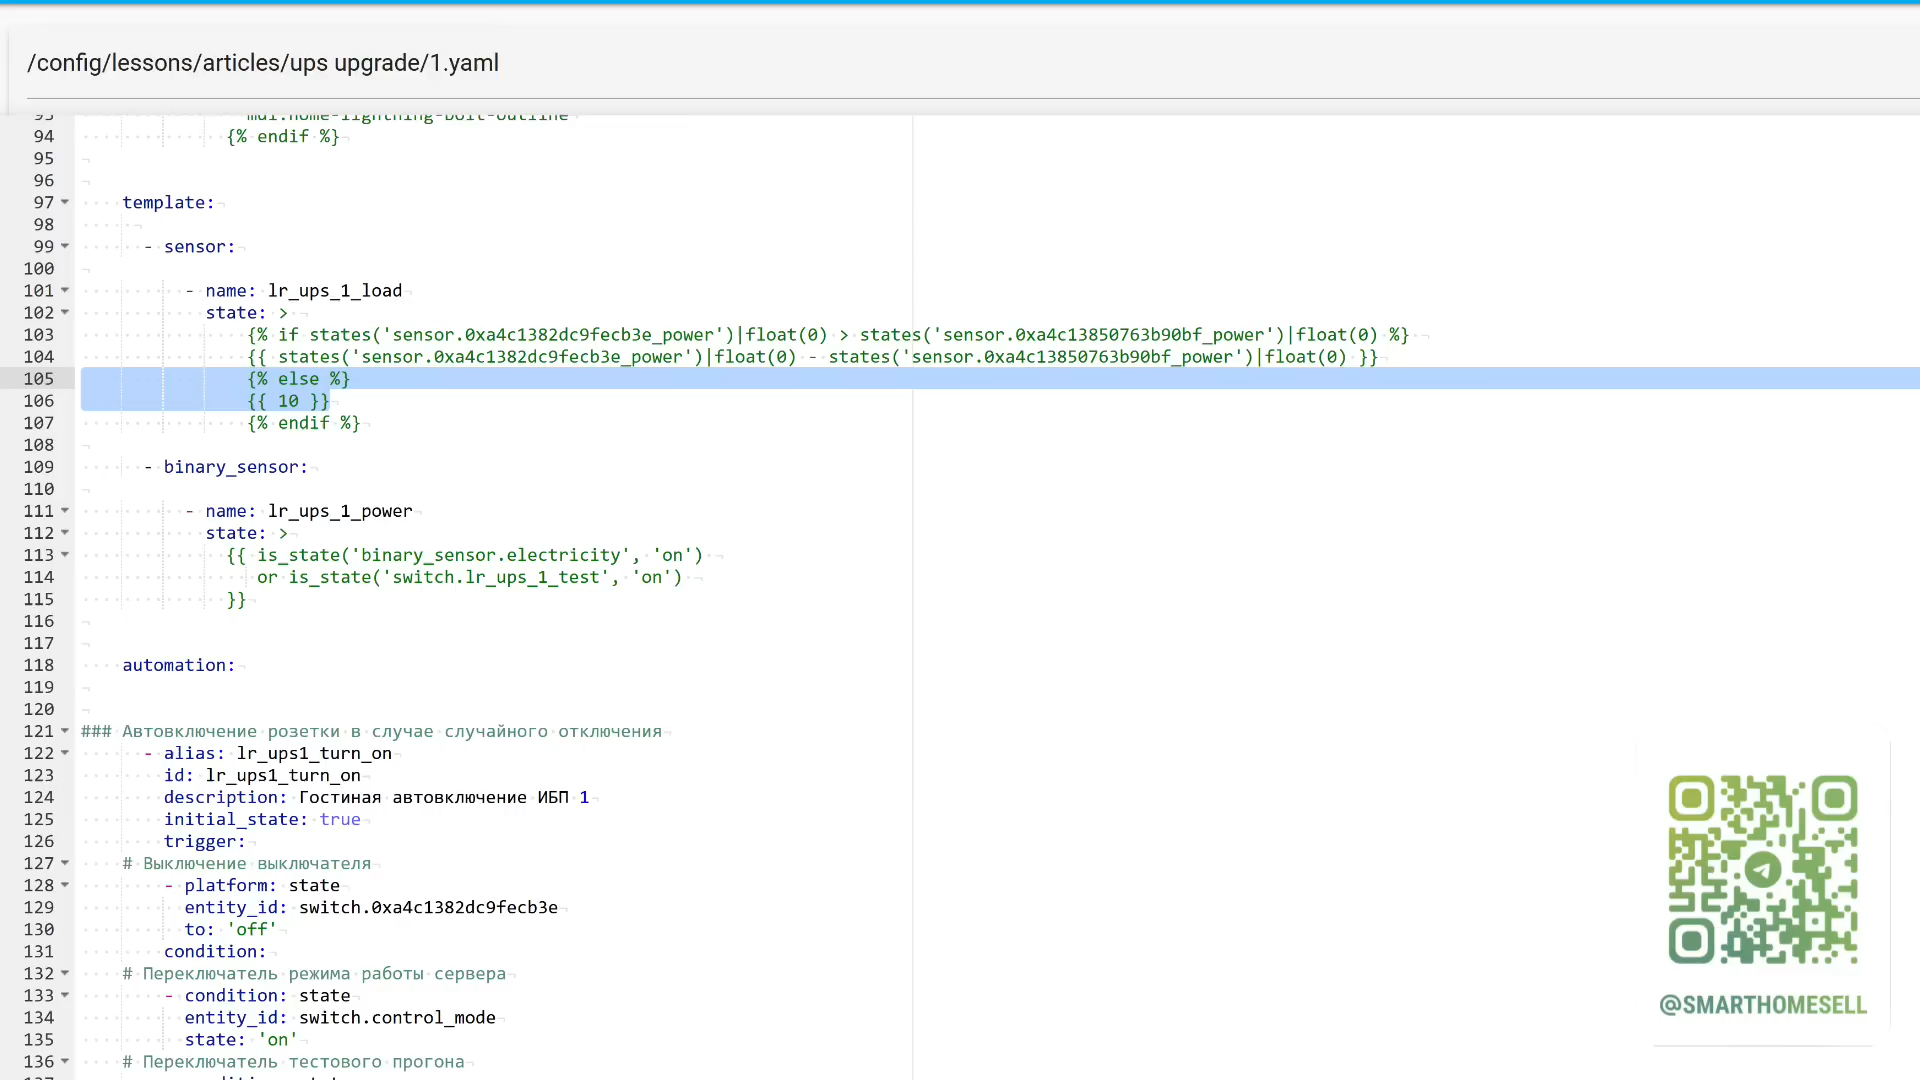 /config/lessons/articles/ups upgrade/1.yaml
93 mdi:home-lightning-bolt-outline
94 {% endif %}
95
96
97 template:
98
99 - sensor:
100
101 - name: lr_ups_1_load
102 state: >
103 {% if states('sensor.0xa4c1382dc9fecb3e_power')|float(0) > states('sensor.0xa4c13850763b90bf_power')|float(0) %}
104 {{ states('sensor.0xa4c1382dc9fecb3e_power')|float(0) - states('sensor.0xa4c13850763b90bf_power')|float(0) }}
105 {% else %}
106 {{ 10 }}
107 {% endif %}
108
109 - binary_sensor:
110
111 - name: lr_ups_1_power
112 state: >
113 {{ is_state('binary_sensor.electricity', 'on')
114 or is_state('switch.lr_ups_1_test', 'on')
115 }}
116
117
118 automation:
119
120
121 ### Автовключение розетки в случае случайного отключения
122 - alias: lr_ups1_turn_on
123 id: lr_ups1_turn_on
124 description: Гостиная автовключение ИБП 1
125 initial_state: true
126 trigger:
127 # Выключение выключателя
128 - platform: state
129 entity_id: switch.0xa4c1382dc9fecb3e
130 to: 'off'
131 condition:
132 # Переключатель режима работы сервера
133 - condition: state
134 entity_id: switch.control_mode
135 state: 'on'
136 # Переключатель тестового прогона
@SMARTHOMESELL